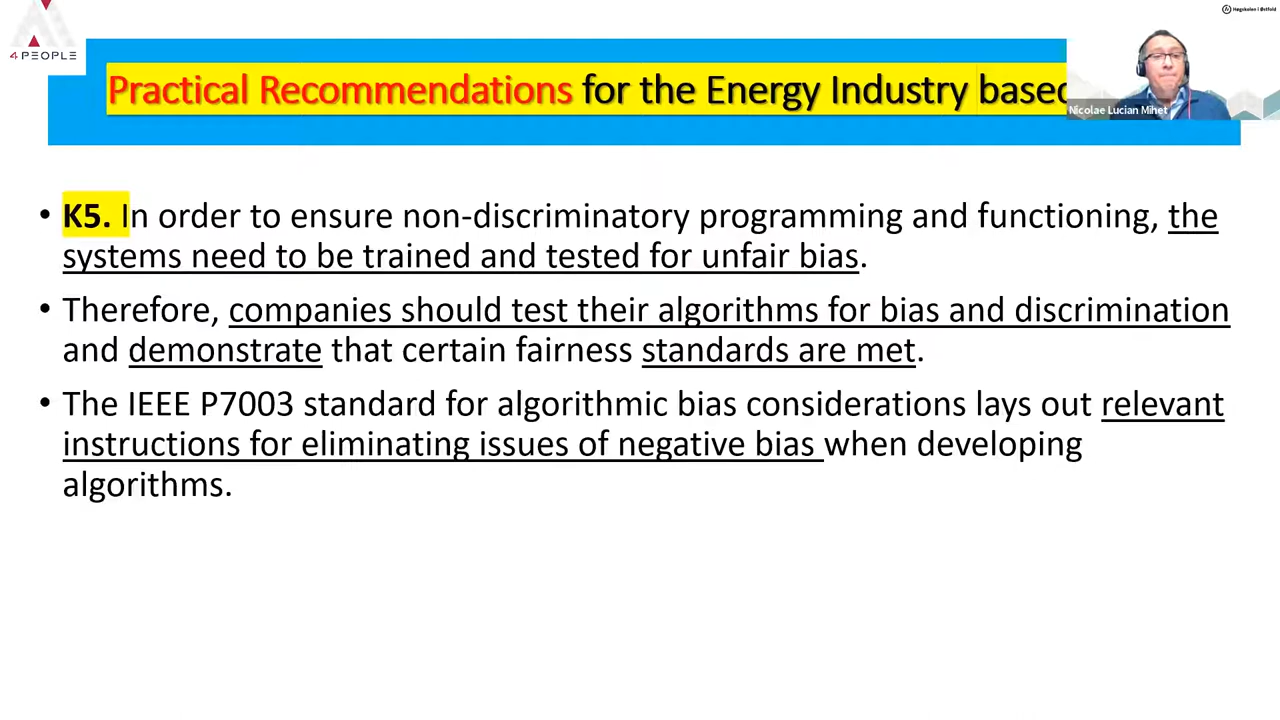 Høgskolen i Østfold
4PEOPLE
Practical Recommendations for the Energy Industry based
Nicolae Lucian Mihet
• K5. In order to ensure non-discriminatory programming and functioning, the
systems need to be trained and tested for unfair bias.
• Therefore, companies should test their algorithms for bias and discrimination
and demonstrate that certain fairness standards are met.
• The IEEE P7003 standard for algorithmic bias considerations lays out relevant
instructions for eliminating issues of negative bias when developing
algorithms.